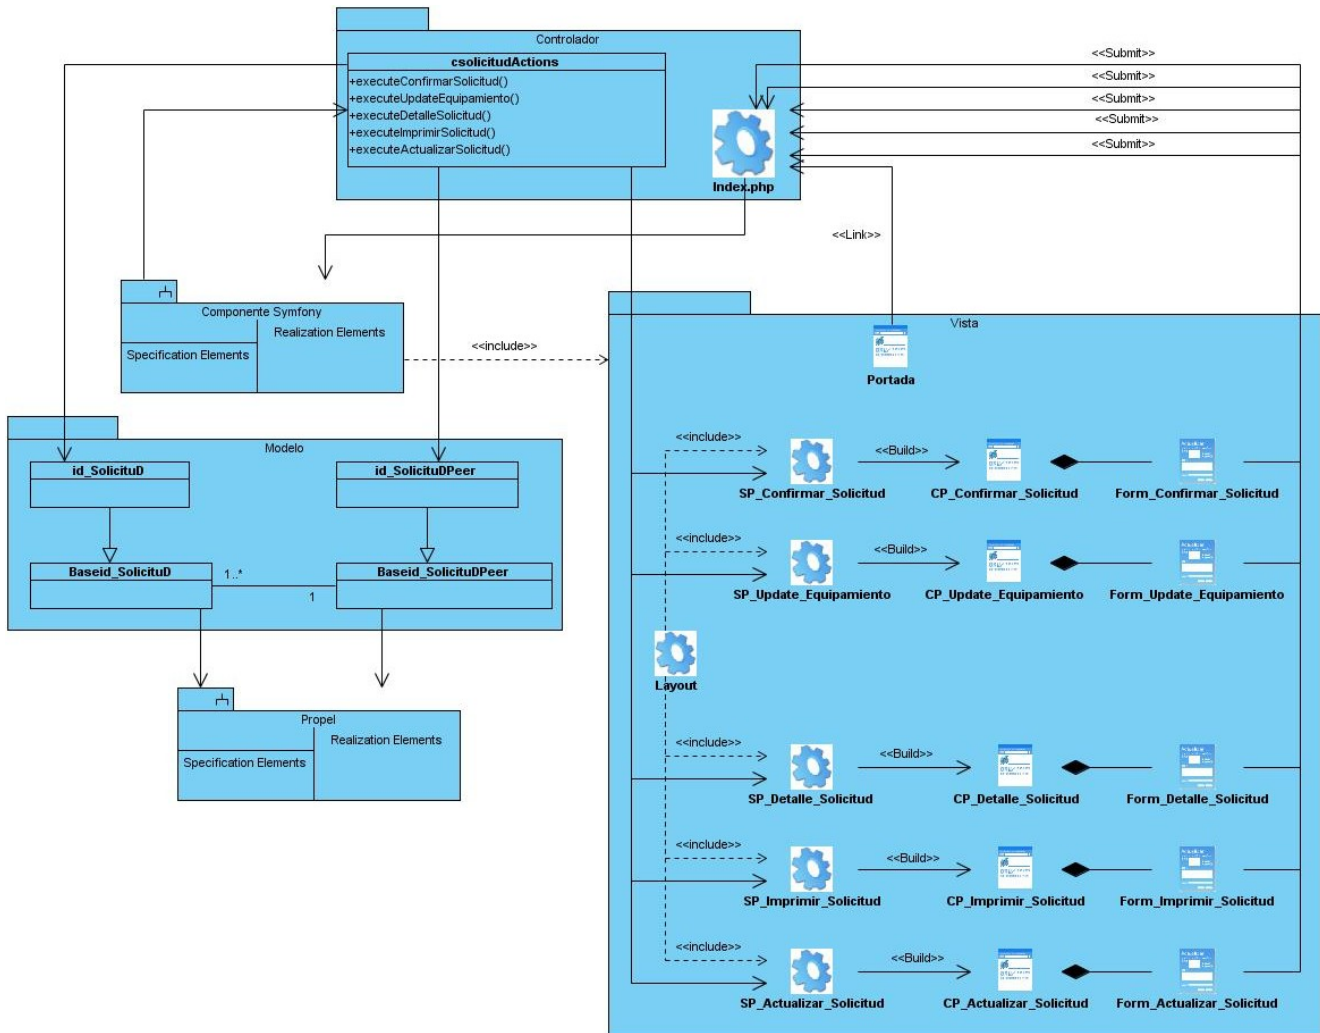 Controlador
csolicitudActions
+executeConfirmarSolicitud()
+executeUpdateEquipamiento()
+executeDetalleSolicitud()
+executeImprimirSolicitud()
+executeActualizarSolicitud()
Index.php
<<Submit>>
<<Submit>>
<<Submit>>
<<Submit>>
<<Submit>>
<<Link>>
Componente Symfony
Realization Elements
Specification Elements
<<include>>
Vista
Portada
Modelo
id_SolicituD
id_SolicituDPeer
Baseid_SolicituD
1..*
1
Baseid_SolicituDPeer
Propel
Realization Elements
Specification Elements
<<include>>
<<Build>>
SP_Confirmar_Solicitud
CP_Confirmar_Solicitud
Form_Confirmar_Solicitud
<<include>>
<<Build>>
SP_Update_Equipamiento
CP_Update_Equipamiento
Form_Update_Equipamiento
Layout
<<include>>
<<Build>>
SP_Detalle_Solicitud
CP_Detalle_Solicitud
Form_Detalle_Solicitud
<<include>>
<<Build>>
SP_Imprimir_Solicitud
CP_Imprimir_Solicitud
Form_Imprimir_Solicitud
<<include>>
<<Build>>
SP_Actualizar_Solicitud
CP_Actualizar_Solicitud
Form_Actualizar_Solicitud